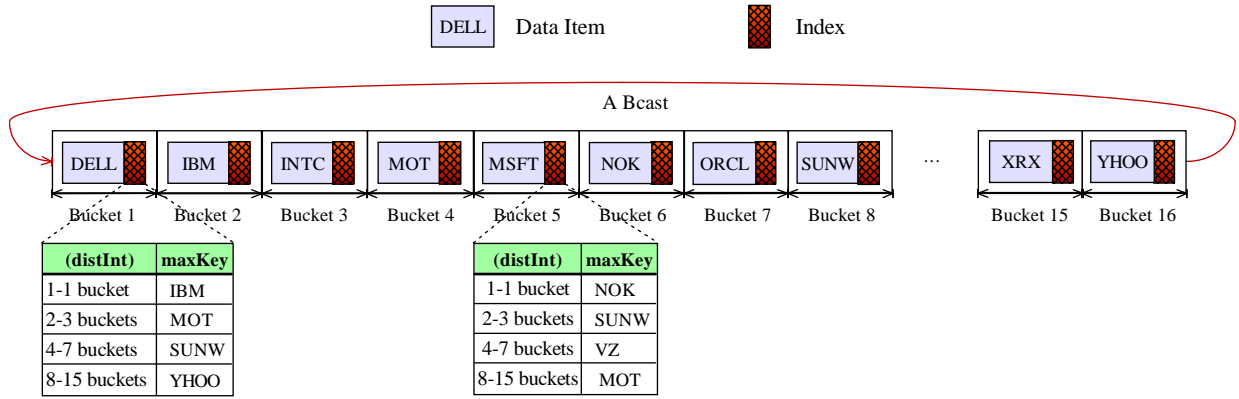 DELL Data Item Index
A Bcast
DELL IBM INTC MOT MSFT NOK ORCL SUNW ... XRX YHOO
Bucket 1 Bucket 2 Bucket 3 Bucket 4 Bucket 5 Bucket 6 Bucket 7 Bucket 8 Bucket 15 Bucket 16
(distInt) maxKey
1-1 bucket IBM
2-3 buckets MOT
4-7 buckets SUNW
8-15 buckets YHOO
(distInt) maxKey
1-1 bucket NOK
2-3 buckets SUNW
4-7 buckets VZ
8-15 buckets MOT